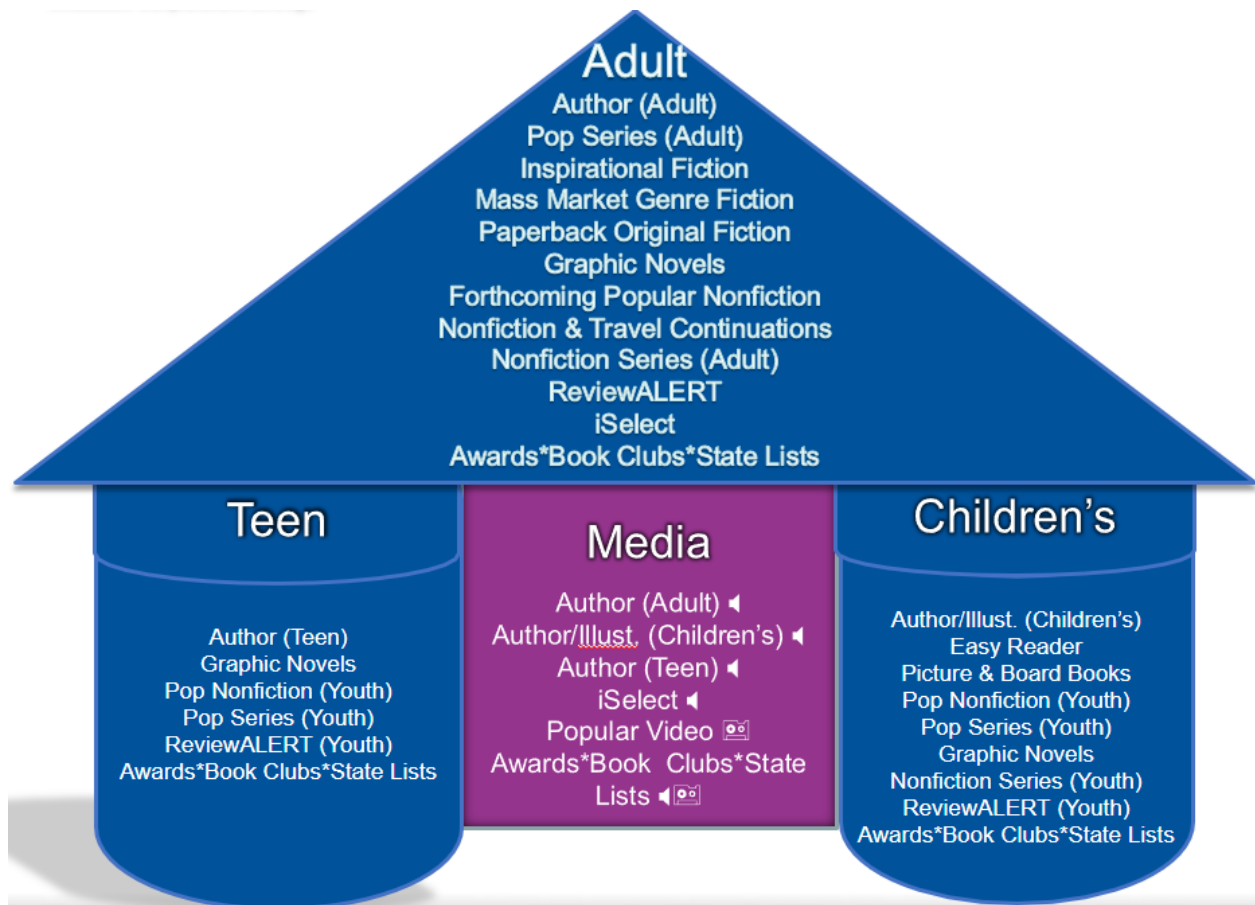 Adult
Author (Adult)
Pop Series (Adult)
Inspirational Fiction
Mass Market Genre Fiction
Paperback Original Fiction
Graphic Novels
Forthcoming Popular Nonfiction
Nonfiction & Travel Continuations
Nonfiction Series (Adult)
ReviewALERT
iSelect
Awards*Book Clubs*State Lists
Teen
Author (Teen)
Graphic Novels
Pop Nonfiction (Youth)
Pop Series (Youth)
ReviewALERT (Youth)
Awards*Book Clubs*State Lists
Media
Author (Adult)
Author/Illust. (Children’s)
Author (Teen)
iSelect
Popular Video
Awards*Book Clubs*State
Lists
Children’s
Author/Illust. (Children’s)
Easy Reader
Picture & Board Books
Pop Nonfiction (Youth)
Pop Series (Youth)
Graphic Novels
Nonfiction Series (Youth)
ReviewALERT (Youth)
Awards*Book Clubs*State Lists